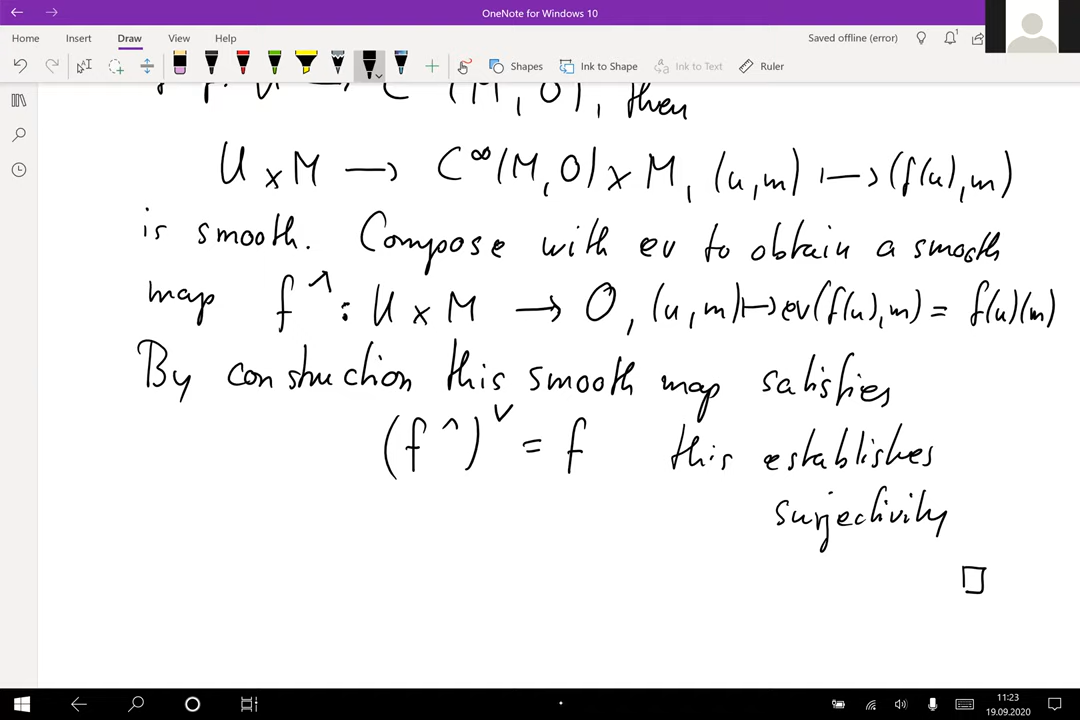 OneNote for Windows 10
Home Insert Draw View Help
Saved offline (error)
Shapes Ink to Shape Ink to Text Ruler
C (M, O), then
U × M → C^∞(M, O) × M, (u,m) ↦ (f(u), m)
is smooth. Compose with ev to obtain a smooth
map f^∧ : U × M → O, (u,m) ↦ ev(f(u), m) = f(u)(m)
By construction this smooth map satisfies
(f^∧)^∨ = f this establishes
surjectivity
□
11:23
19.09.2020